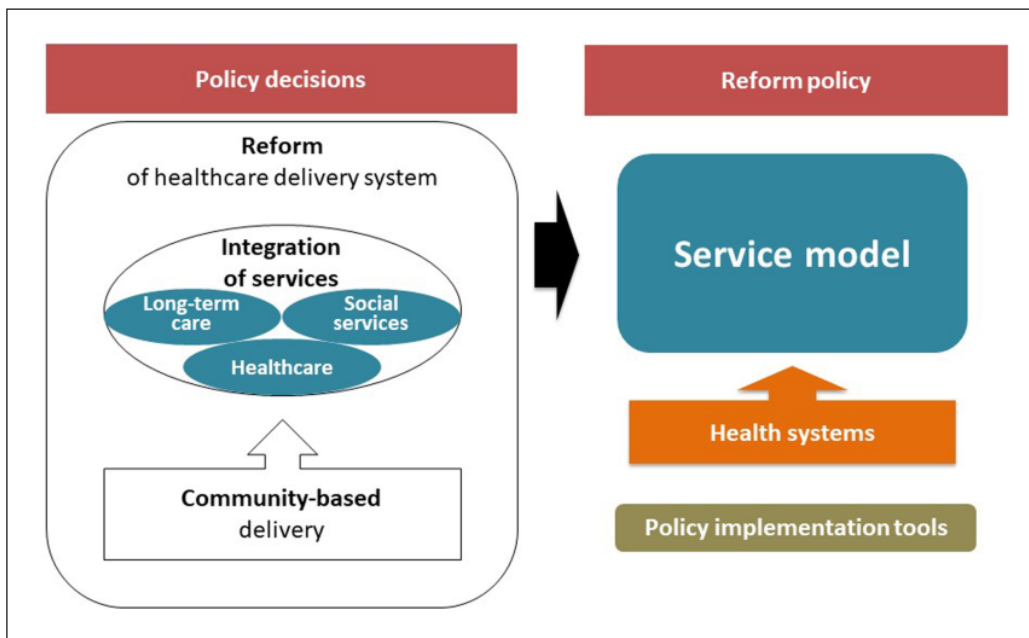 Policy decisions
Reform
of healthcare delivery system
Integration
of services
Long-term
care
Social
services
Healthcare
Community-based
delivery
Reform policy
Service model
Health systems
Policy implementation tools